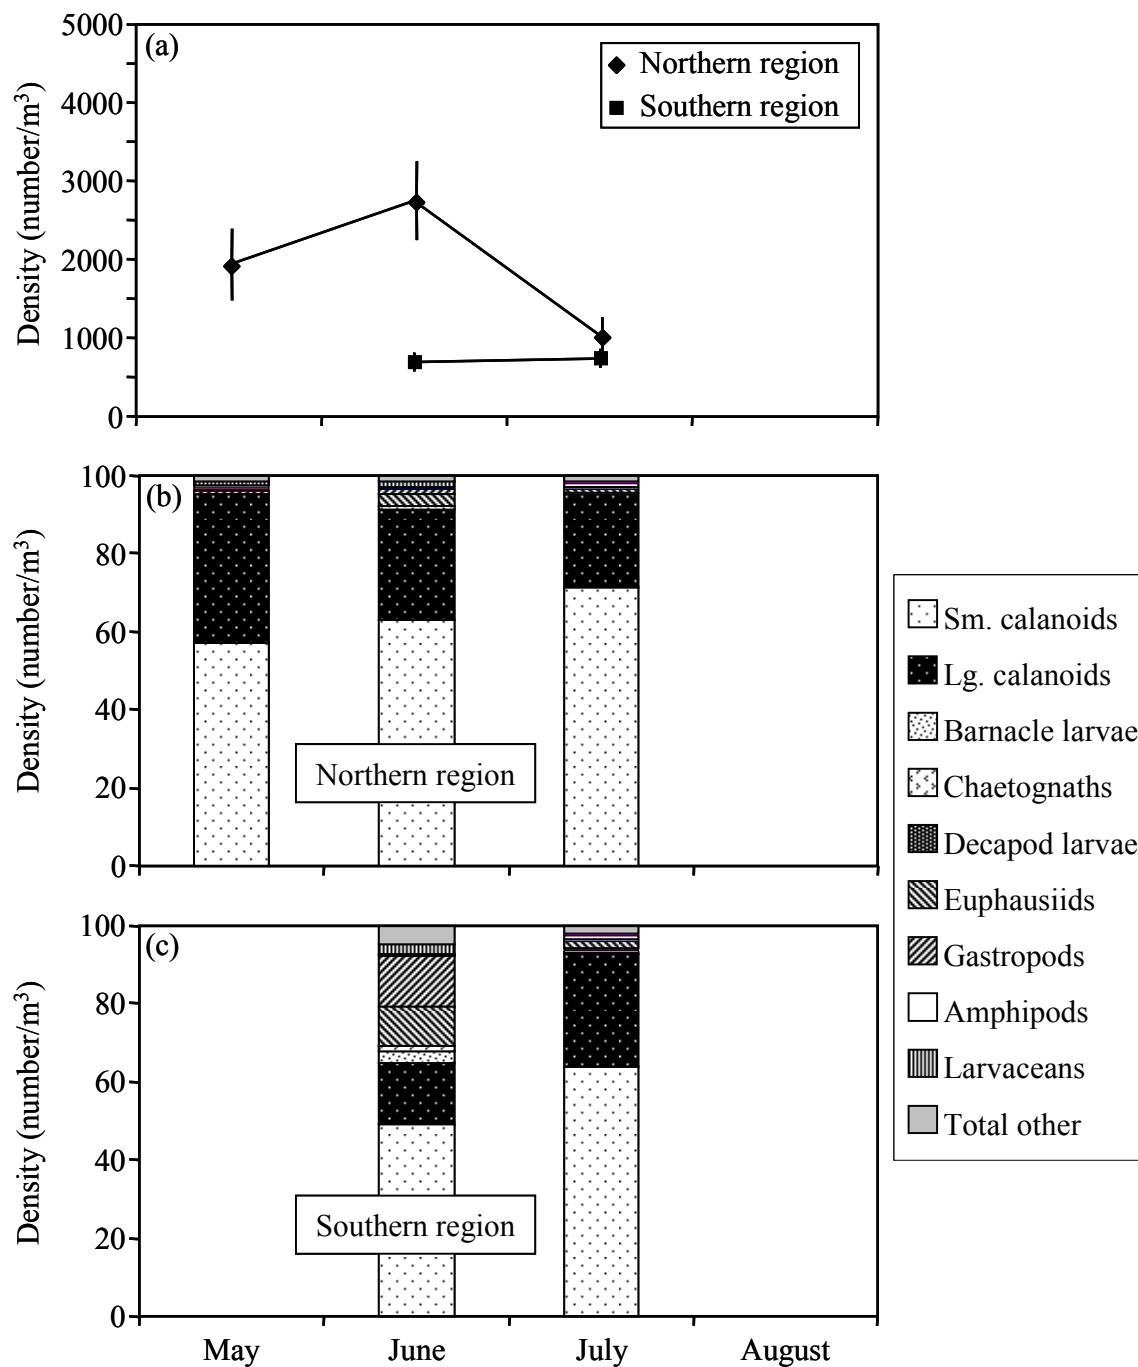 (a)
Northern region
Southern region
5000
4000
3000
2000
1000
0
Density (number/m³)
(b)
100
80
60
40
20
0
Density (number/m³)
Northern region
(c)
100
80
60
40
20
0
Density (number/m³)
Southern region
May June July August
Sm. calanoids
Lg. calanoids
Barnacle larvae
Chaetognaths
Decapod larvae
Euphausiids
Gastropods
Amphipods
Larvaceans
Total other